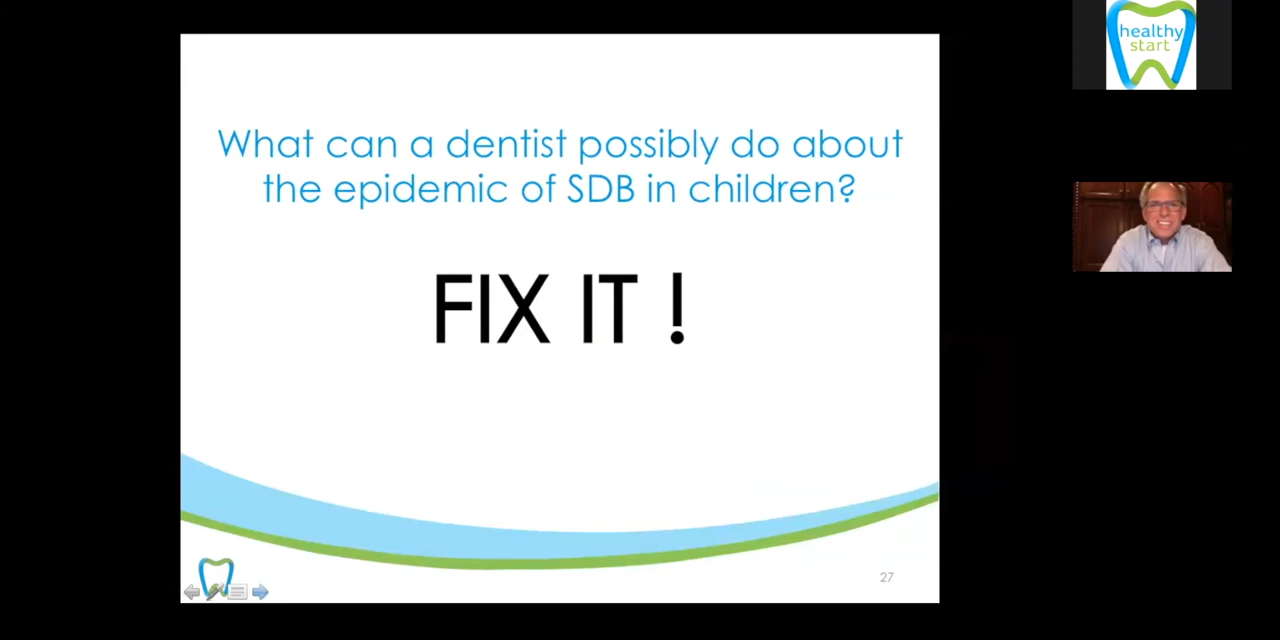 What can a dentist possibly do about
the epidemic of SDB in children?
FIX IT !
27
healthy
start